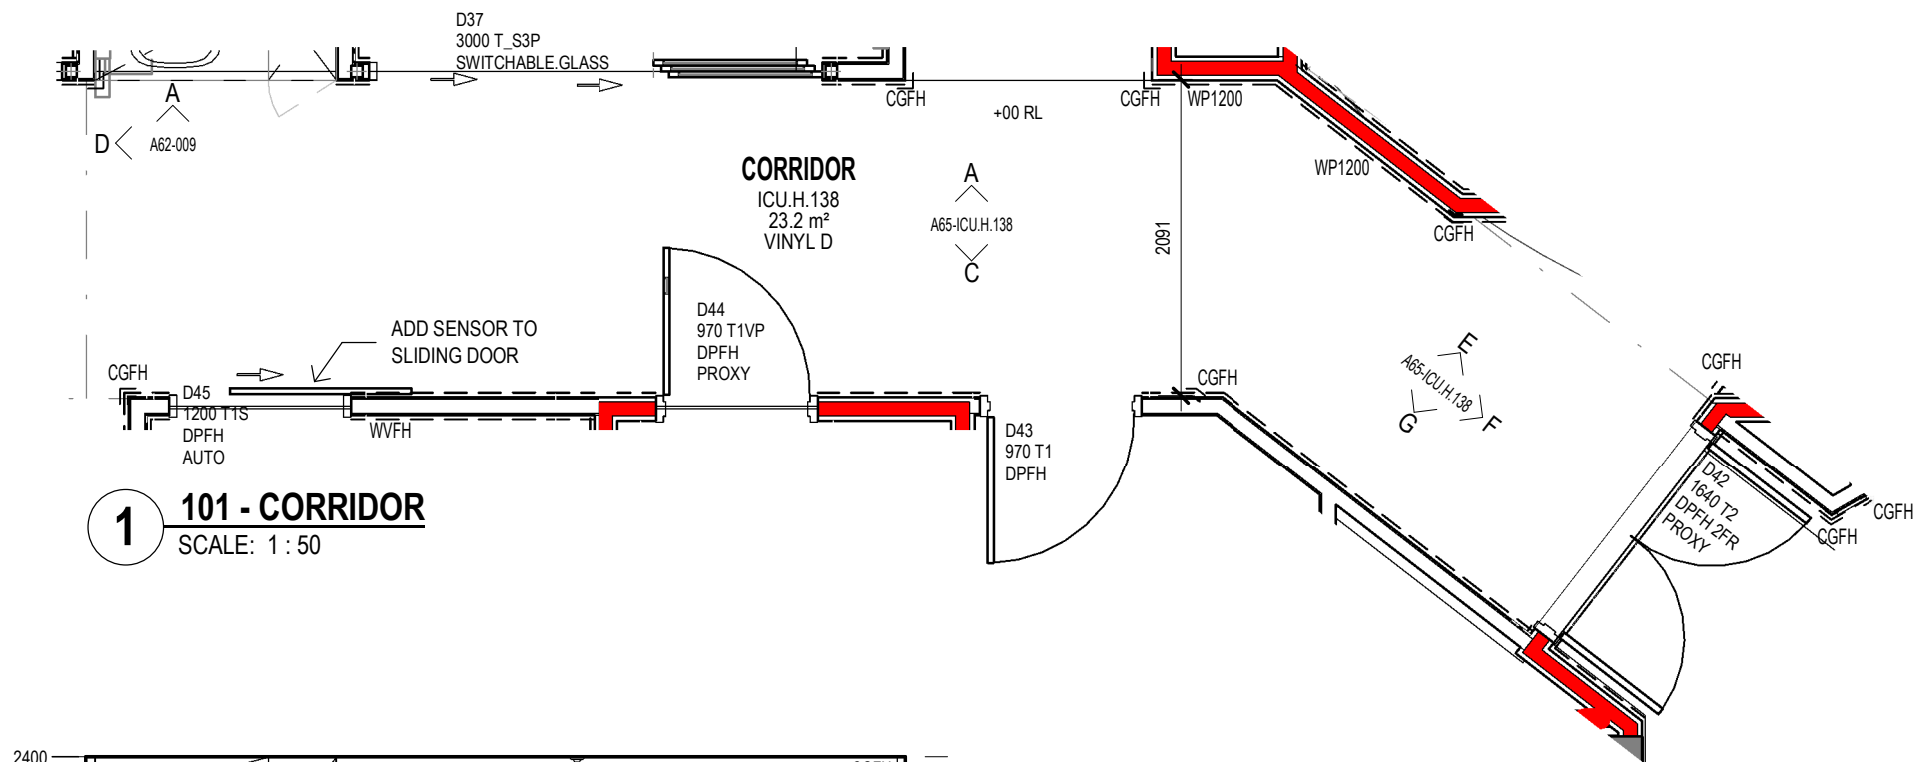 D37
3000 T_S3P
SWITCHABLE.GLASS
A
D
A62-009
CGFH
CGFH
WP1200
+00 RL
CORRIDOR
ICU.H.138
23.2 m²
VINYL D
A
A65-ICU.H.138
C
2091
WP1200
CGFH
ADD SENSOR TO
SLIDING DOOR
D44
970 T1VP
DPFH
PROXY
CGFH
D45
1200 T1S
DPFH
AUTO
WVFH
D43
970 T1
DPFH
CGFH
E
A65-ICU.H.138
G
F
CGFH
D42
1640 T2
DPFH 2FR
PROXY
CGFH
CGFH
1
101 - CORRIDOR
SCALE: 1 : 50
2400